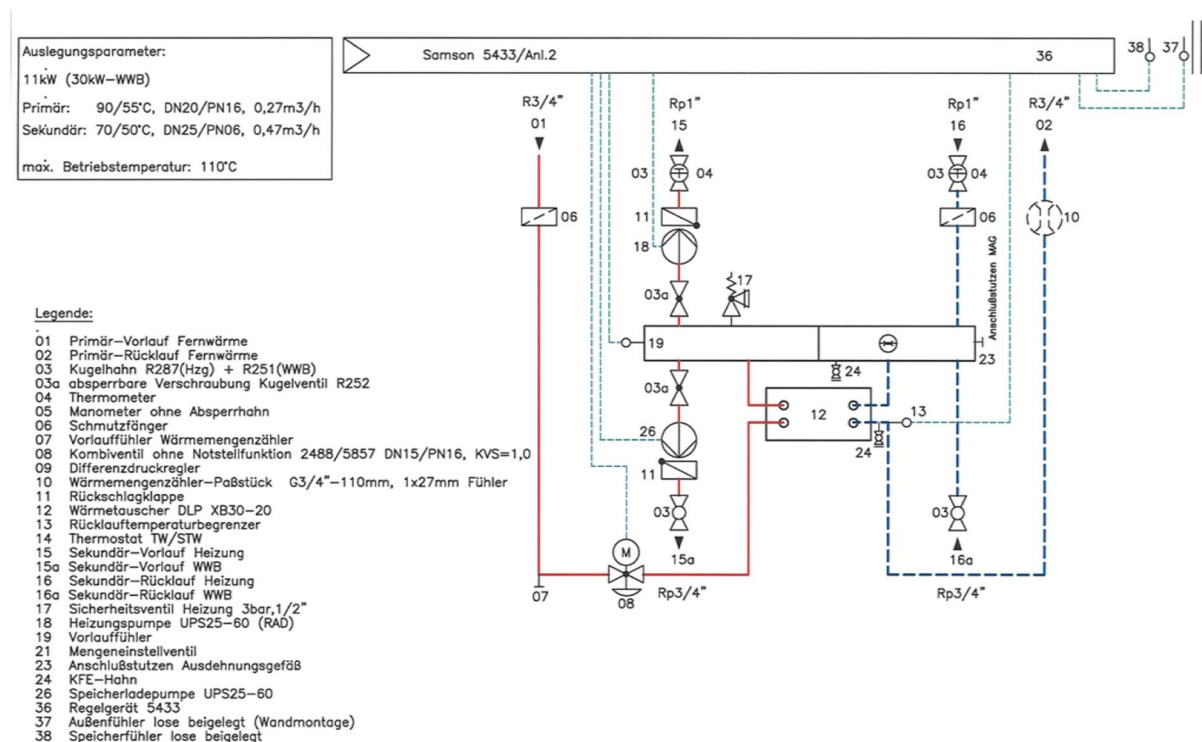 Auslegungsparameter:
11kW (30kW-WWB)
Primär: 90/55°C, DN20/PN16, 0,27m3/h
Sekundär: 70/50°C, DN25/PN06, 0,47m3/h
max. Betriebstemperatur: 110°C
Samson 5433/Anl.2
36
38
37
R3/4"
01
Rp1"
15
Rp1"
16
R3/4"
02
03
04
03
04
06
11
06
10
18
17
03a
Anschlußstutzen MAG
19
23
03a
24
12
13
26
24
11
03
03
15a
16a
M
07
08
Rp3/4"
Rp3/4"
Legende:
01 Primär-Vorlauf Fernwärme
02 Primär-Rücklauf Fernwärme
03 Kugelhahn R287(Hzg) + R251(WWB)
03a absperrbare Verschraubung Kugelventil R252
04 Thermometer
05 Manometer ohne Absperrhahn
06 Schmutzfänger
07 Vorlauffühler Wärmemengenzähler
08 Kombiventil ohne Notstellfunktion 2488/5857 DN15/PN16, KVS=1,0
09 Differenzdruckregler
10 Wärmemengenzähler-Paßstück G3/4"-110mm, 1x27mm Fühler
11 Rückschlagklappe
12 Wärmetauscher DLP XB30-20
13 Rücklauftemperaturbegrenzer
14 Thermostat TW/STW
15 Sekundär-Vorlauf Heizung
15a Sekundär-Vorlauf WWB
16 Sekundär-Rücklauf Heizung
16a Sekundär-Rücklauf WWB
17 Sicherheitsventil Heizung 3bar,1/2"
18 Heizungspumpe UPS25-60 (RAD)
19 Vorlauffühler
21 Mengeneinstellventil
23 Anschlußstutzen Ausdehnungsgefäß
24 KFE-Hahn
26 Speicherladepumpe UPS25-60
36 Regelgerät 5433
37 Außenfühler lose beigelegt (Wandmontage)
38 Speicherfühler lose beigelegt